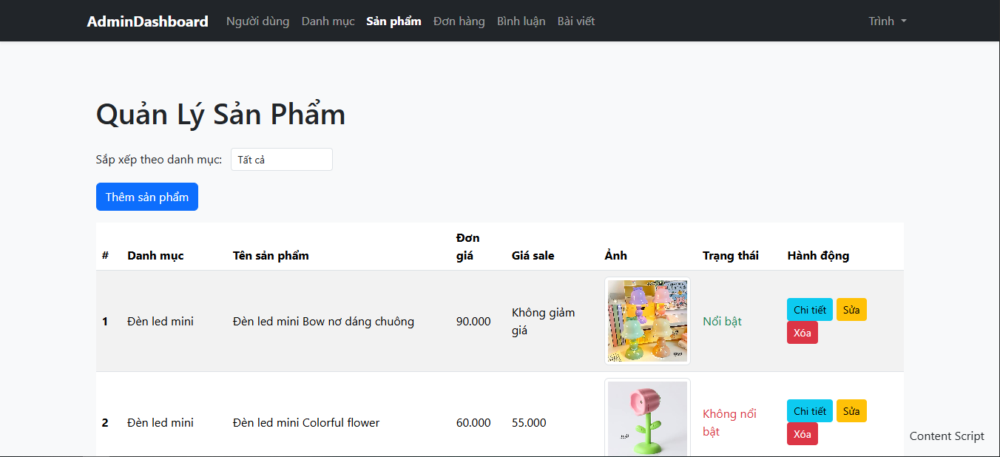 AdminDashboard Người dùng Danh mục Sản phẩm Đơn hàng Bình luận Bài viết Trình
Quản Lý Sản Phẩm
Sắp xếp theo danh mục: Tất cả
Thêm sản phẩm
# Danh mục Tên sản phẩm Đơn giá Giá sale Ảnh Trạng thái Hành động
1 Đèn led mini Đèn led mini Bow nơ dáng chuông 90.000 Không giảm giá Nổi bật Chi tiết Sửa Xóa
2 Đèn led mini Đèn led mini Colorful flower 60.000 55.000 Không nổi bật Chi tiết Sửa Xóa
Content Script